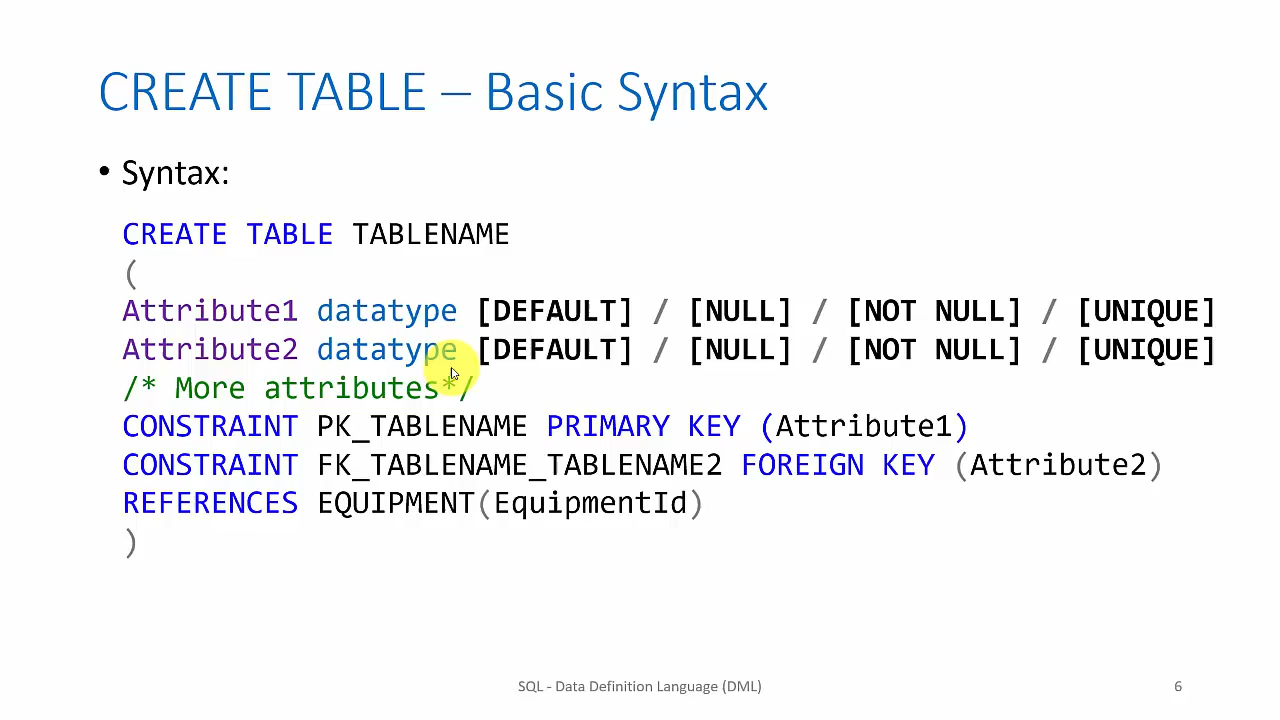 CREATE TABLE – Basic Syntax
• Syntax:
CREATE TABLE TABLENAME
(
Attribute1 datatype [DEFAULT] / [NULL] / [NOT NULL] / [UNIQUE]
Attribute2 datatype [DEFAULT] / [NULL] / [NOT NULL] / [UNIQUE]
/* More attributes*/
CONSTRAINT PK_TABLENAME PRIMARY KEY (Attribute1)
CONSTRAINT FK_TABLENAME_TABLENAME2 FOREIGN KEY (Attribute2)
REFERENCES EQUIPMENT(EquipmentId)
)
SQL - Data Definition Language (DML)
6